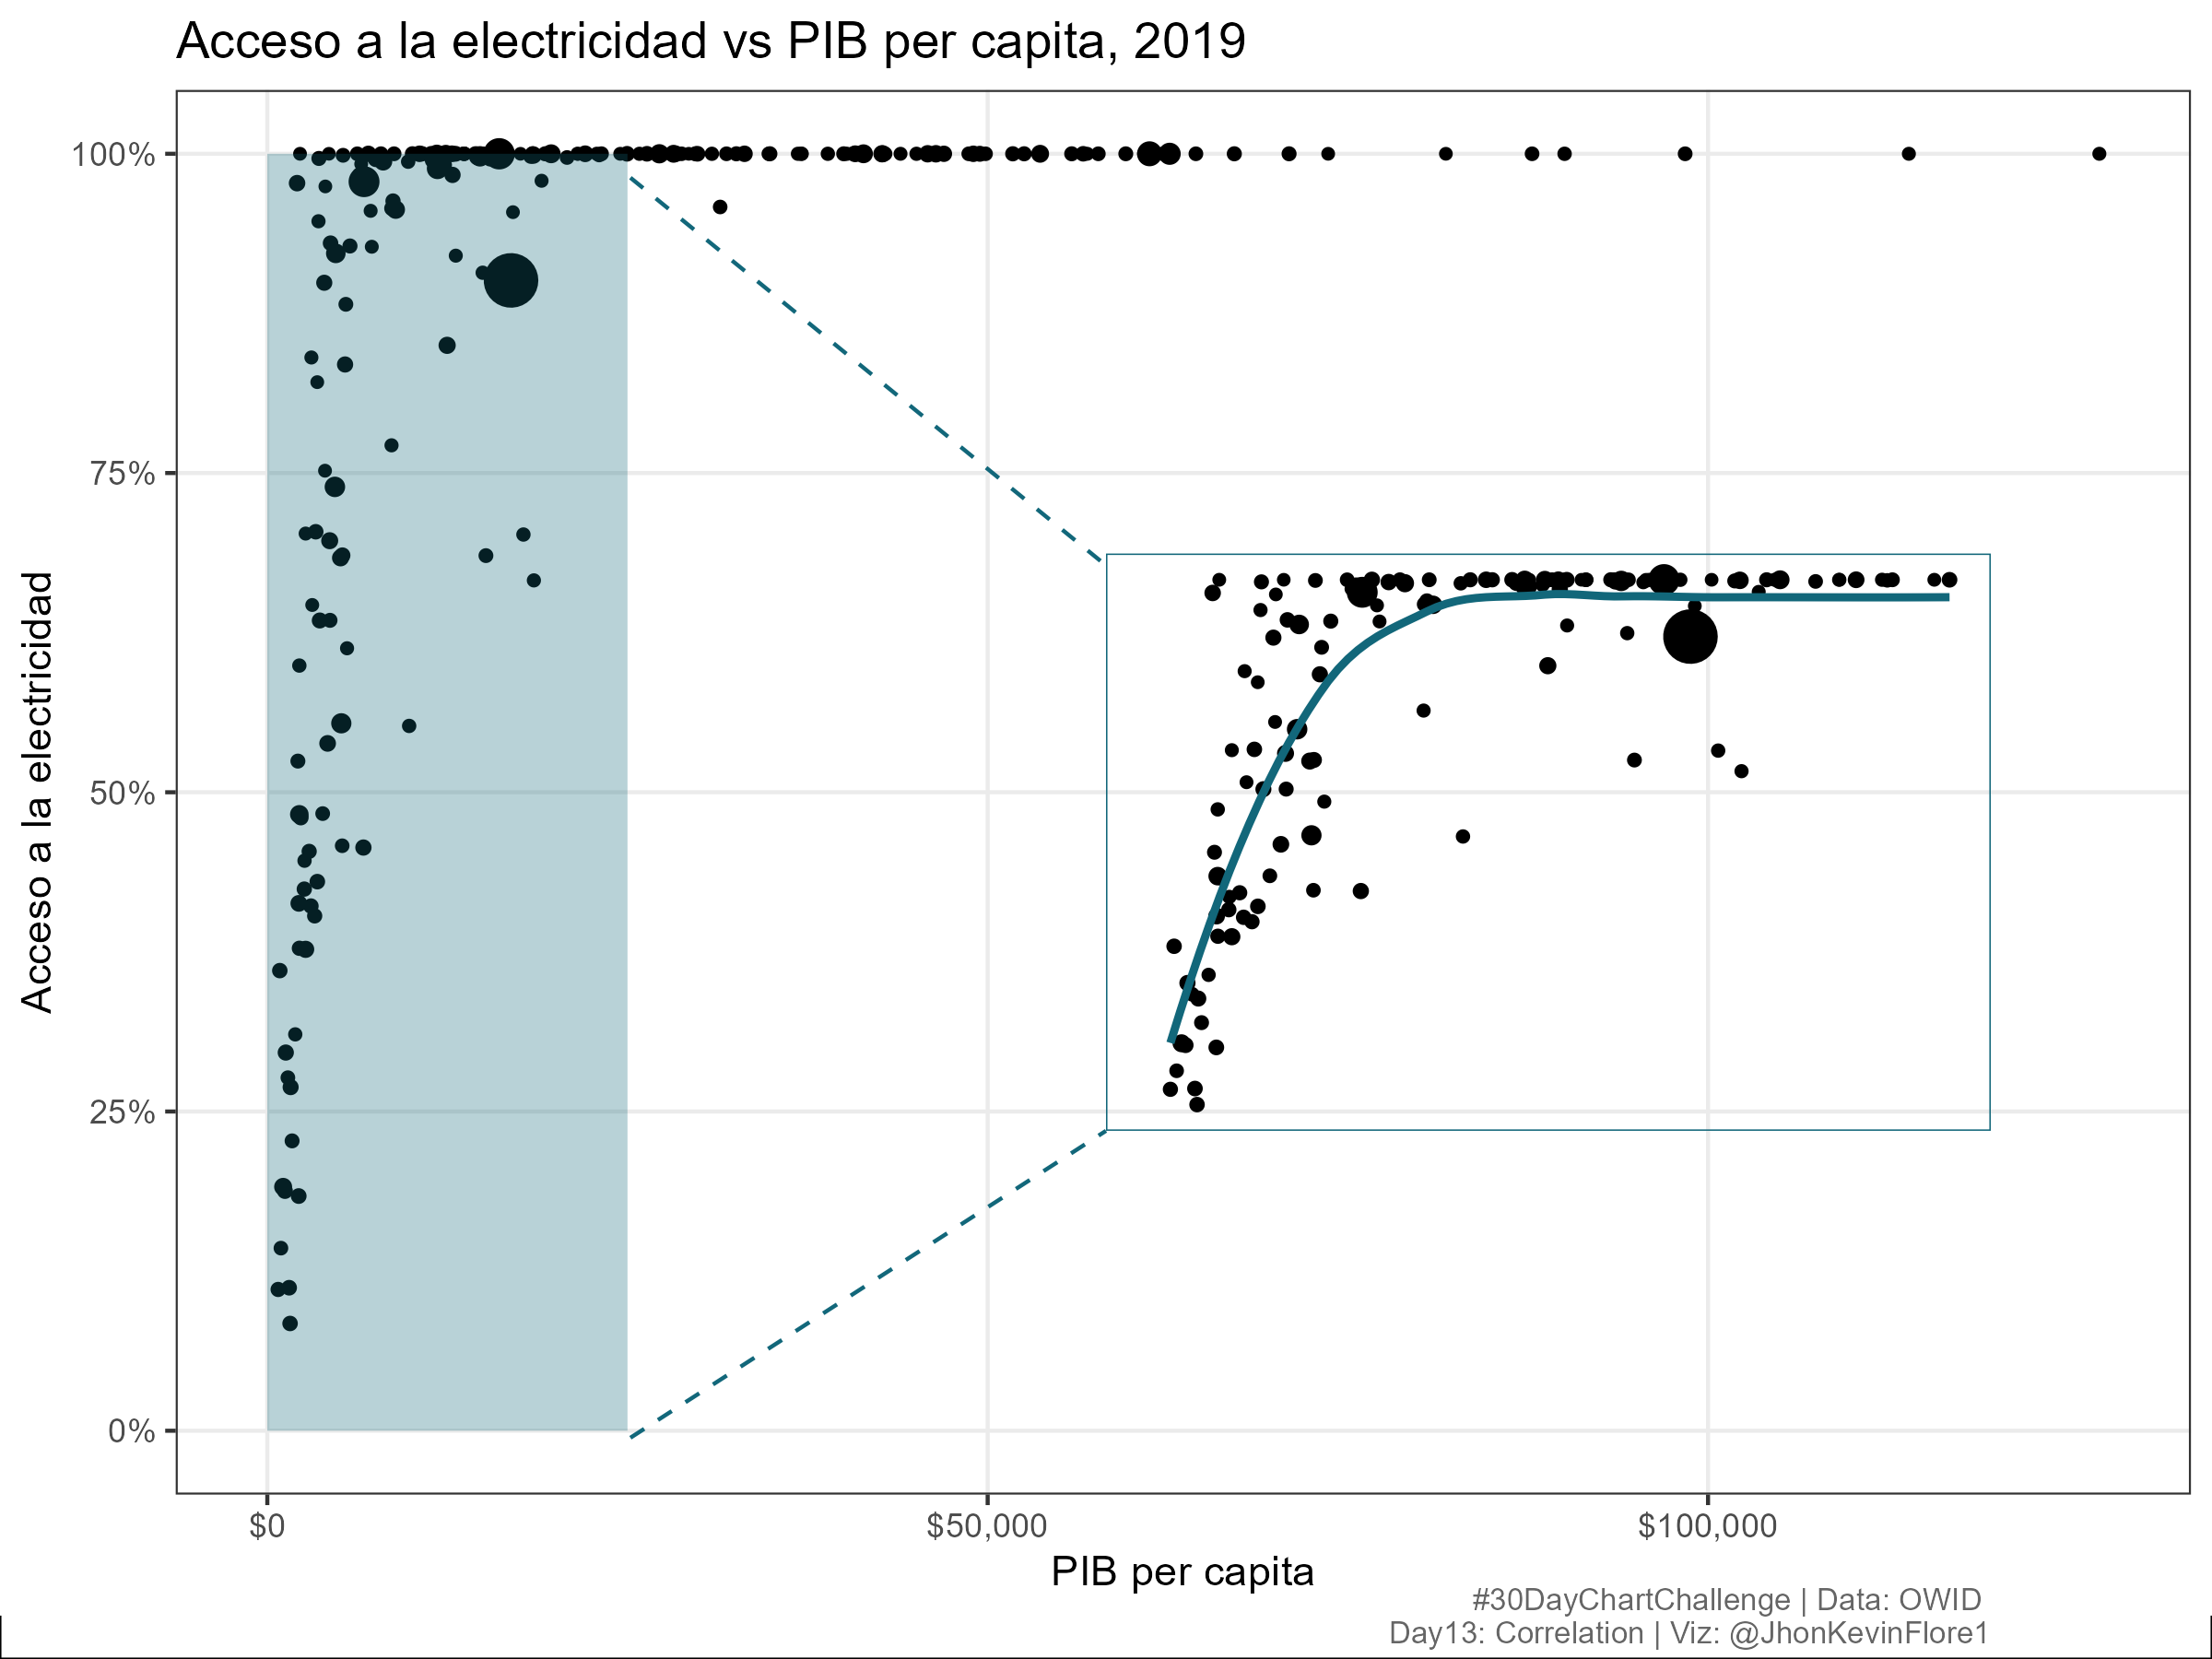 Acceso a la electricidad vs PIB per capita, 2019
Acceso a la electricidad
100%
75%
50%
25%
0%
$0
$50,000
$100,000
PIB per capita
#30DayChartChallenge | Data: OWID
Day13: Correlation | Viz: @JhonKevinFlore1